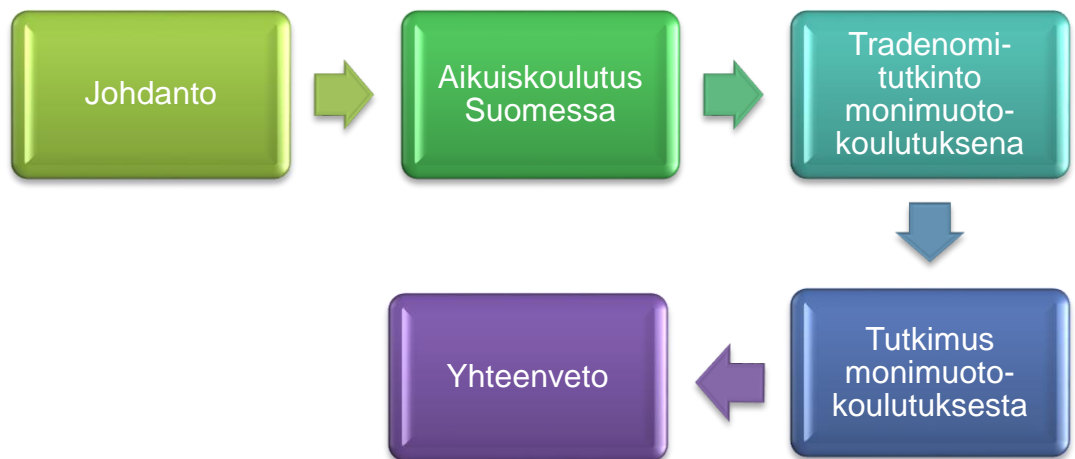 Johdanto
Aikuiskoulutus
Suomessa
Tradenomi-
tutkinto
monimuoto-
koulutuksena
Tutkimus
monimuoto-
koulutuksesta
Yhteenveto